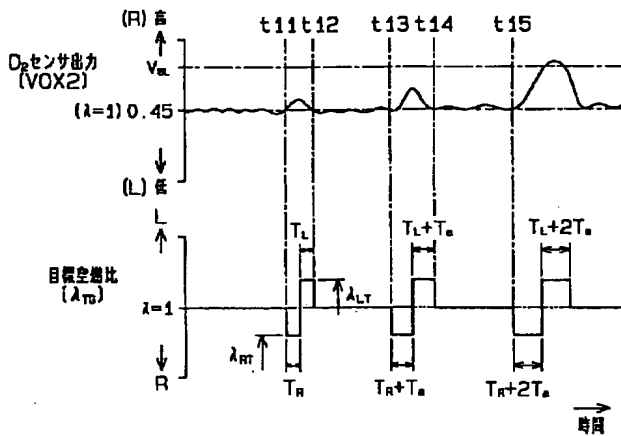 (R) 高
t11 t12 t13 t14 t15
O₂センサ出力
(VOX2)
VSL
(λ=1) 0.45
(L) 低
L
TL
TL+Ta
TL+2Ta
目標空燃比
(λTG)
λ=1
λLT
λRT
R
TR
TR+Ta
TR+2Ta
時間